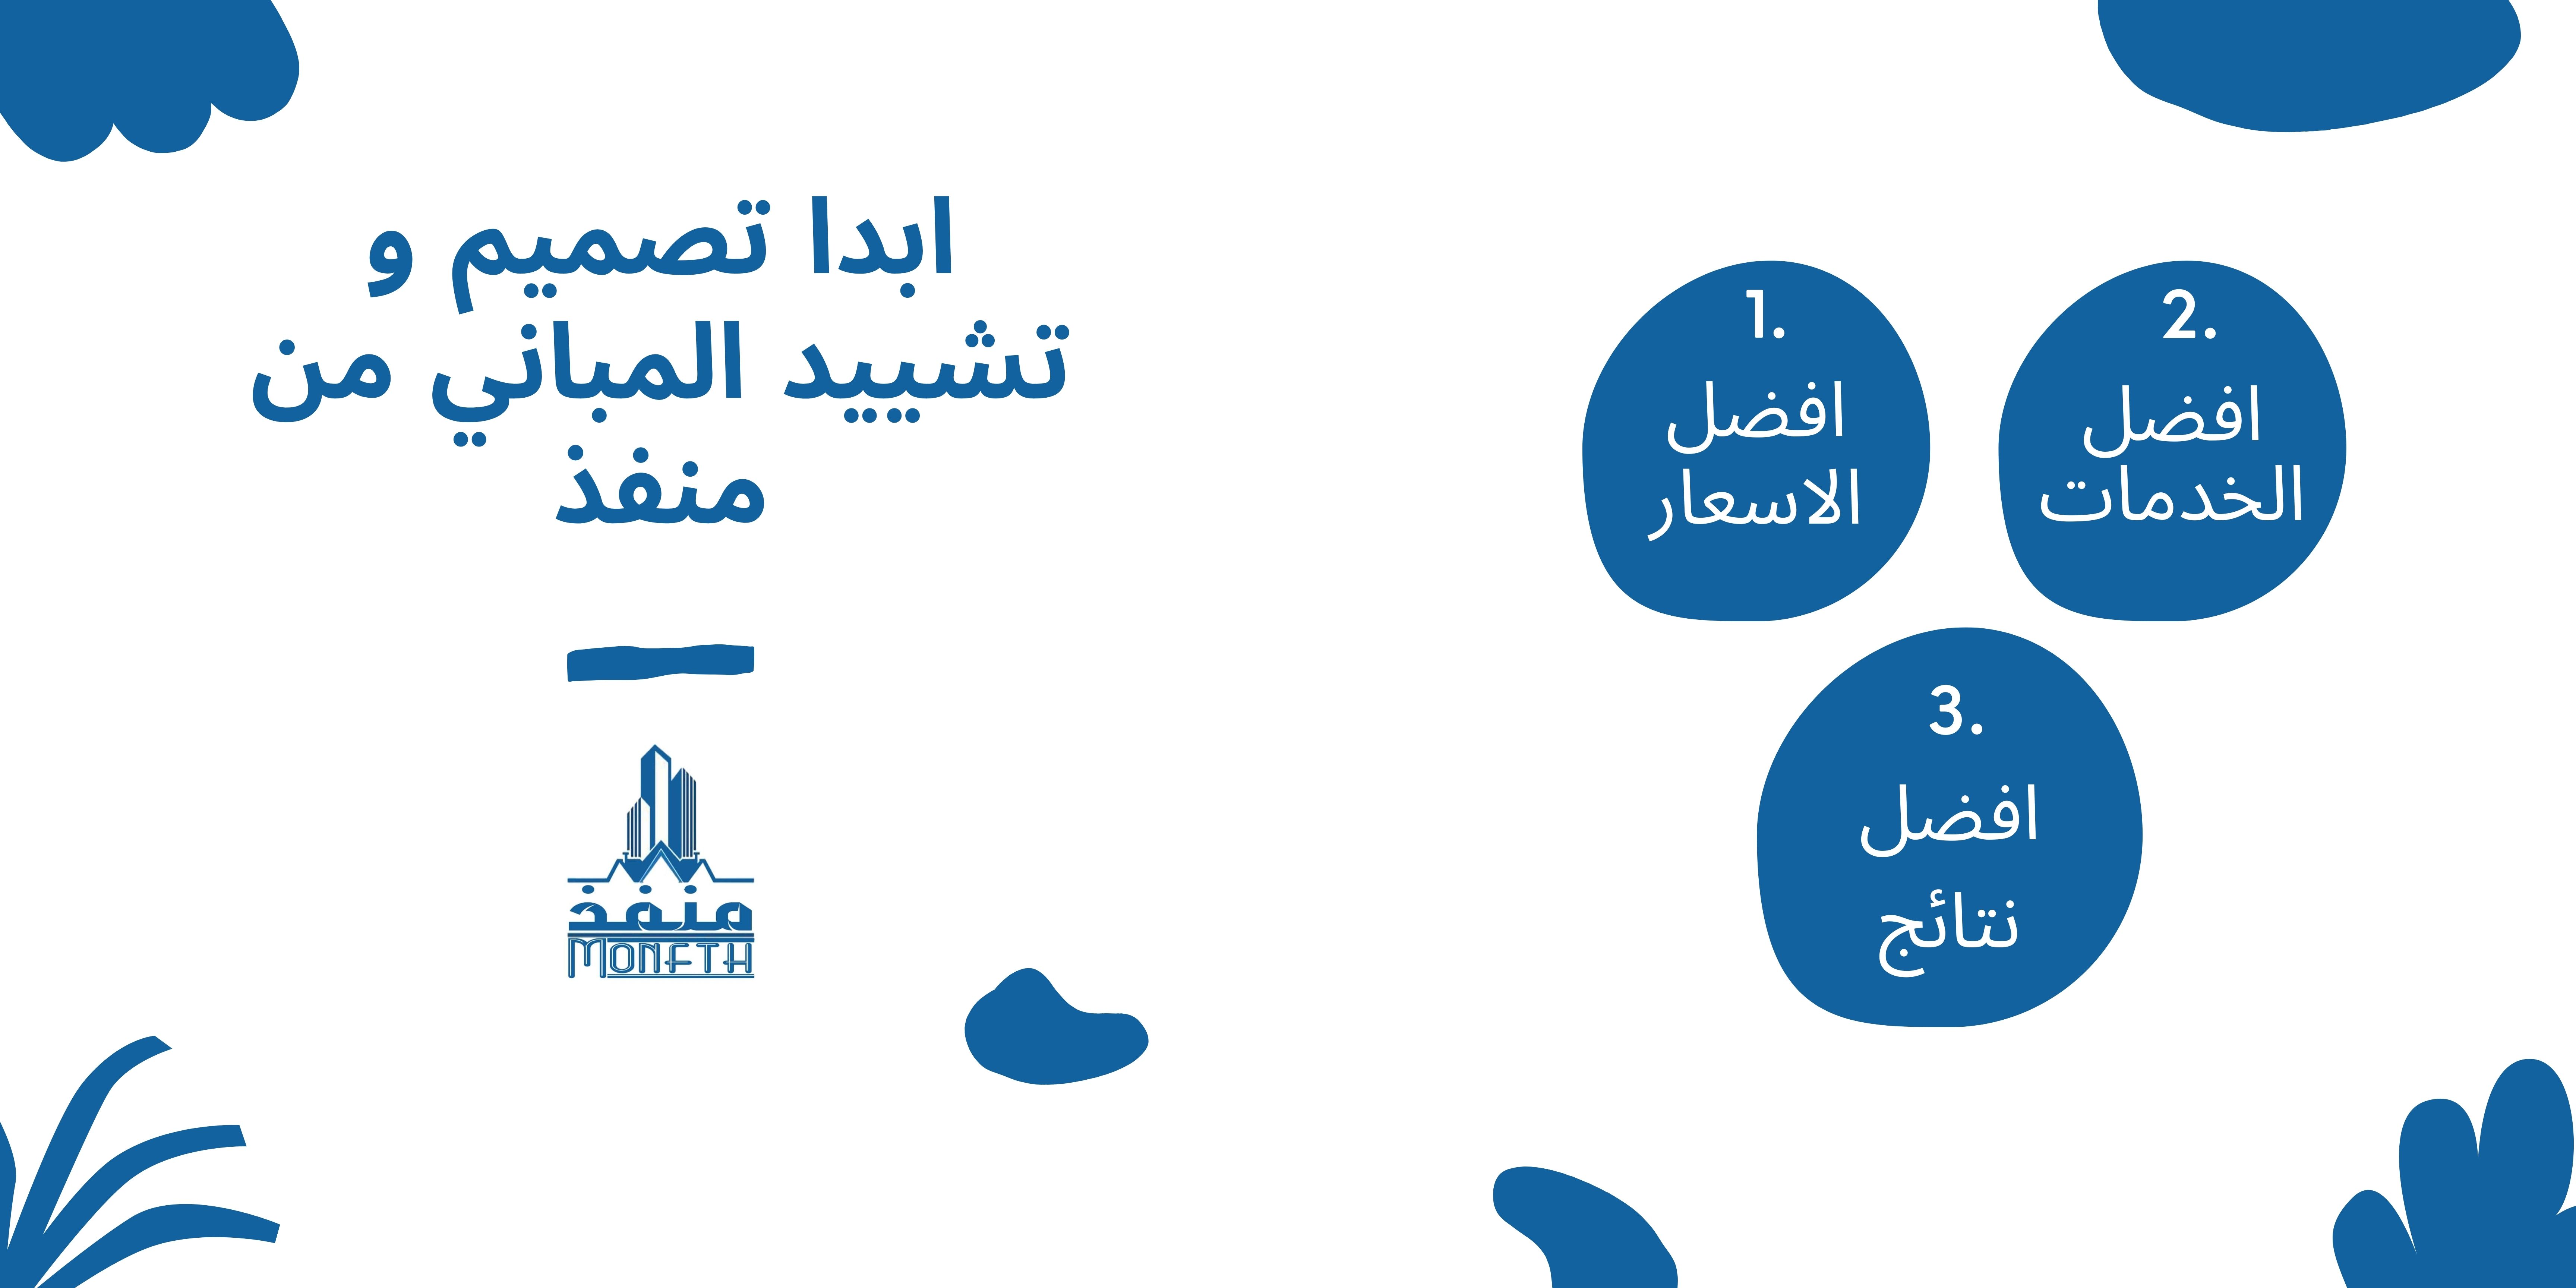 ابدا تصميم و
تشييد المباني من
منفذ
منفذ
MONFTH
1.
افضل
الاسعار
2.
افضل
الخدمات
3.
افضل
نتائج